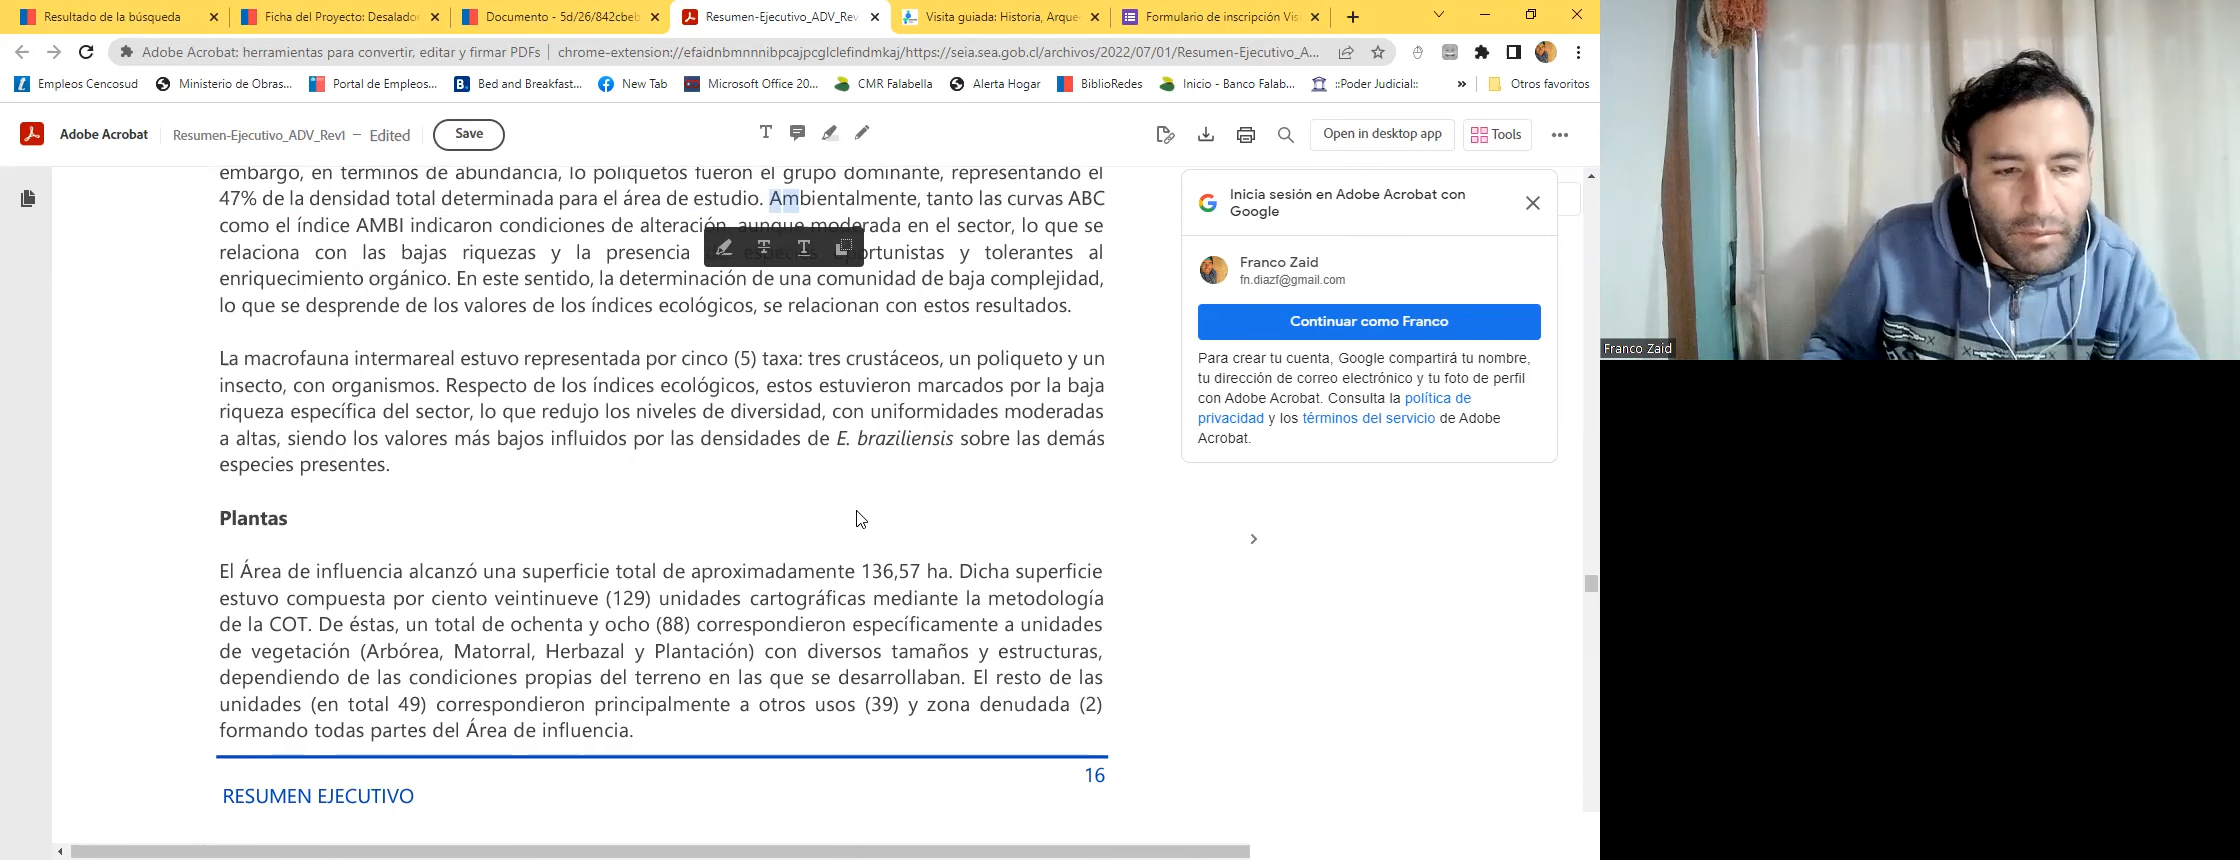 Resultado de la búsqueda
Ficha del Proyecto: Desalador
Documento - 5d/26/842cbeb
Resumen-Ejecutivo_ADV_Rev
Visita guiada: Historia, Arque
Formulario de inscripción Vis
Adobe Acrobat: herramientas para convertir, editar y firmar PDFs
chrome-extension://efaidnbmnnnibpcajpcglclefindmkaj/https://seia.sea.gob.cl/archivos/2022/07/01/Resumen-Ejecutivo_A...
Empleos Cencosud
Ministerio de Obras...
Portal de Empleos...
Bed and Breakfast...
New Tab
Microsoft Office 20...
CMR Falabella
Alerta Hogar
BiblioRedes
Inicio - Banco Falab...
::Poder Judicial::
»
Otros favoritos
Adobe Acrobat
Resumen-Ejecutivo_ADV_Rev1 — Edited
Save
Open in desktop app
Tools
embargo, en términos de abundancia, lo poliquetos fueron el grupo dominante, representando el
47% de la densidad total determinada para el área de estudio. Ambientalmente, tanto las curvas ABC
como el índice AMBI indicaron condiciones de alteración, aunque moderada en el sector, lo que se
relaciona con las bajas riquezas y la presencia de especies oportunistas y tolerantes al
enriquecimiento orgánico. En este sentido, la determinación de una comunidad de baja complejidad,
lo que se desprende de los valores de los índices ecológicos, se relacionan con estos resultados.
La macrofauna intermareal estuvo representada por cinco (5) taxa: tres crustáceos, un poliqueto y un
insecto, con organismos. Respecto de los índices ecológicos, estos estuvieron marcados por la baja
riqueza específica del sector, lo que redujo los niveles de diversidad, con uniformidades moderadas
a altas, siendo los valores más bajos influidos por las densidades de E. braziliensis sobre las demás
especies presentes.
Plantas
El Área de influencia alcanzó una superficie total de aproximadamente 136,57 ha. Dicha superficie
estuvo compuesta por ciento veintinueve (129) unidades cartográficas mediante la metodología
de la COT. De éstas, un total de ochenta y ocho (88) correspondieron específicamente a unidades
de vegetación (Arbórea, Matorral, Herbazal y Plantación) con diversos tamaños y estructuras,
dependiendo de las condiciones propias del terreno en las que se desarrollaban. El resto de las
unidades (en total 49) correspondieron principalmente a otros usos (39) y zona denudada (2)
formando todas partes del Área de influencia.
16
RESUMEN EJECUTIVO
Inicia sesión en Adobe Acrobat con
Google
Franco Zaid
fn.diazf@gmail.com
Continuar como Franco
Para crear tu cuenta, Google compartirá tu nombre,
tu dirección de correo electrónico y tu foto de perfil
con Adobe Acrobat. Consulta la política de
privacidad y los términos del servicio de Adobe
Acrobat.
Franco Zaid